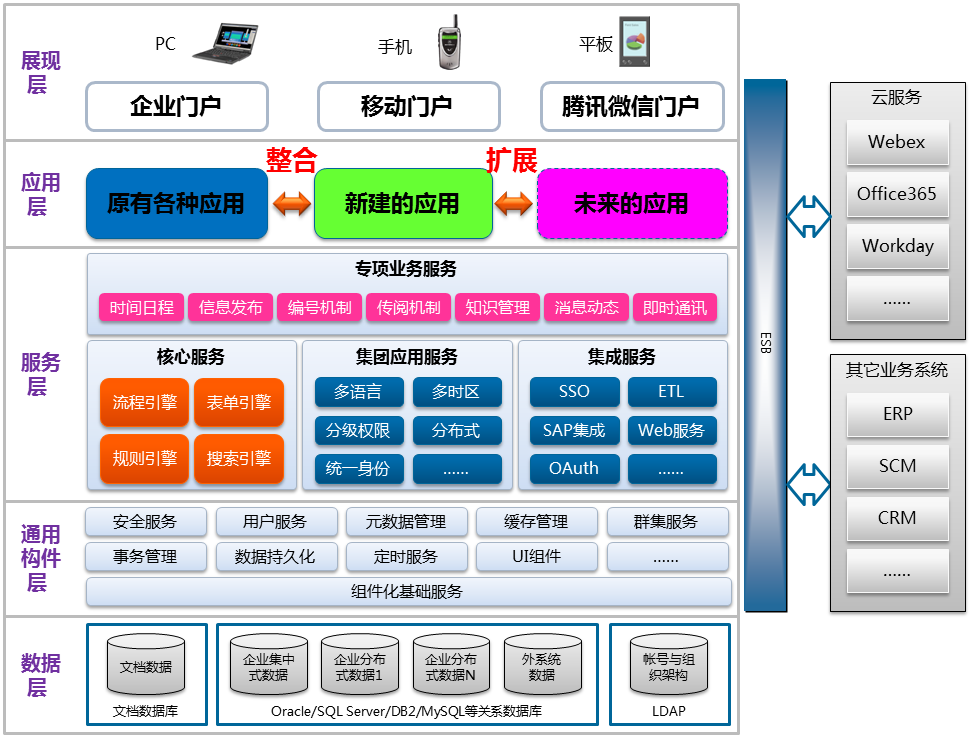 展现
层
PC
手机
平板
企业门户
移动门户
腾讯微信门户
应用
层
整合
扩展
原有各种应用
新建的应用
未来的应用
服务
层
专项业务服务
时间日程
信息发布
编号机制
传阅机制
知识管理
消息动态
即时通讯
核心服务
流程引擎
表单引擎
规则引擎
搜索引擎
集团应用服务
多语言
多时区
分级权限
分布式
统一身份
......
集成服务
SSO
ETL
SAP集成
Web服务
OAuth
......
通用
构件
层
安全服务
用户服务
元数据管理
缓存管理
群集服务
事务管理
数据持久化
定时服务
UI组件
......
组件化基础服务
数据
层
文档数据
文档数据库
企业集中
式数据
企业分布
式数据1
企业分布
式数据N
外系统
数据
Oracle/SQL Server/DB2/MySQL等关系数据库
帐号与组
织架构
LDAP
ESB
云服务
Webex
Office365
Workday
......
其它业务系统
ERP
SCM
CRM
......